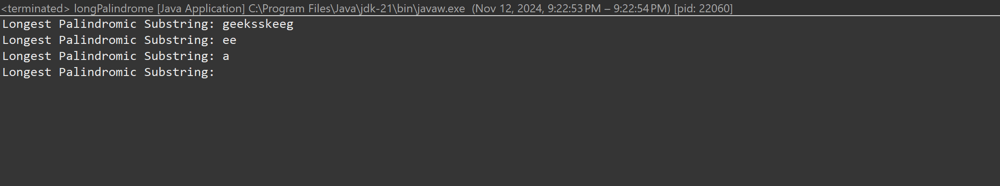 <terminated> longPalindrome [Java Application] C:\Program Files\Java\jdk-21\bin\javaw.exe (Nov 12, 2024, 9:22:53 PM – 9:22:54 PM) [pid: 22060]
Longest Palindromic Substring: geeksskeeg
Longest Palindromic Substring: ee
Longest Palindromic Substring: a
Longest Palindromic Substring: